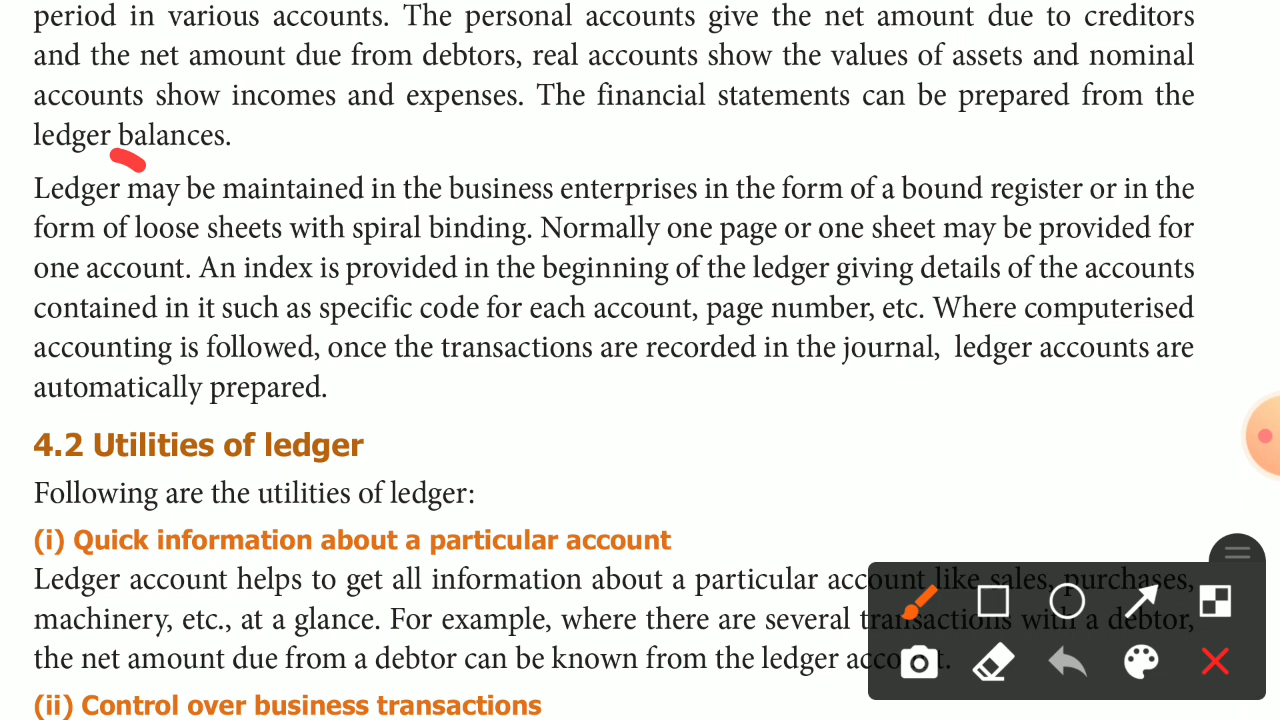 period in various accounts. The personal accounts give the net amount due to creditors
and the net amount due from debtors, real accounts show the values of assets and nominal
accounts show incomes and expenses. The financial statements can be prepared from the
ledger balances.
Ledger may be maintained in the business enterprises in the form of a bound register or in the
form of loose sheets with spiral binding. Normally one page or one sheet may be provided for
one account. An index is provided in the beginning of the ledger giving details of the accounts
contained in it such as specific code for each account, page number, etc. Where computerised
accounting is followed, once the transactions are recorded in the journal, ledger accounts are
automatically prepared.
4.2 Utilities of ledger
Following are the utilities of ledger:
(i) Quick information about a particular account
Ledger account helps to get all information about a particular account like sales, purchases,
machinery, etc., at a glance. For example, where there are several transactions with a debtor,
the net amount due from a debtor can be known from the ledger account.
(ii) Control over business transactions